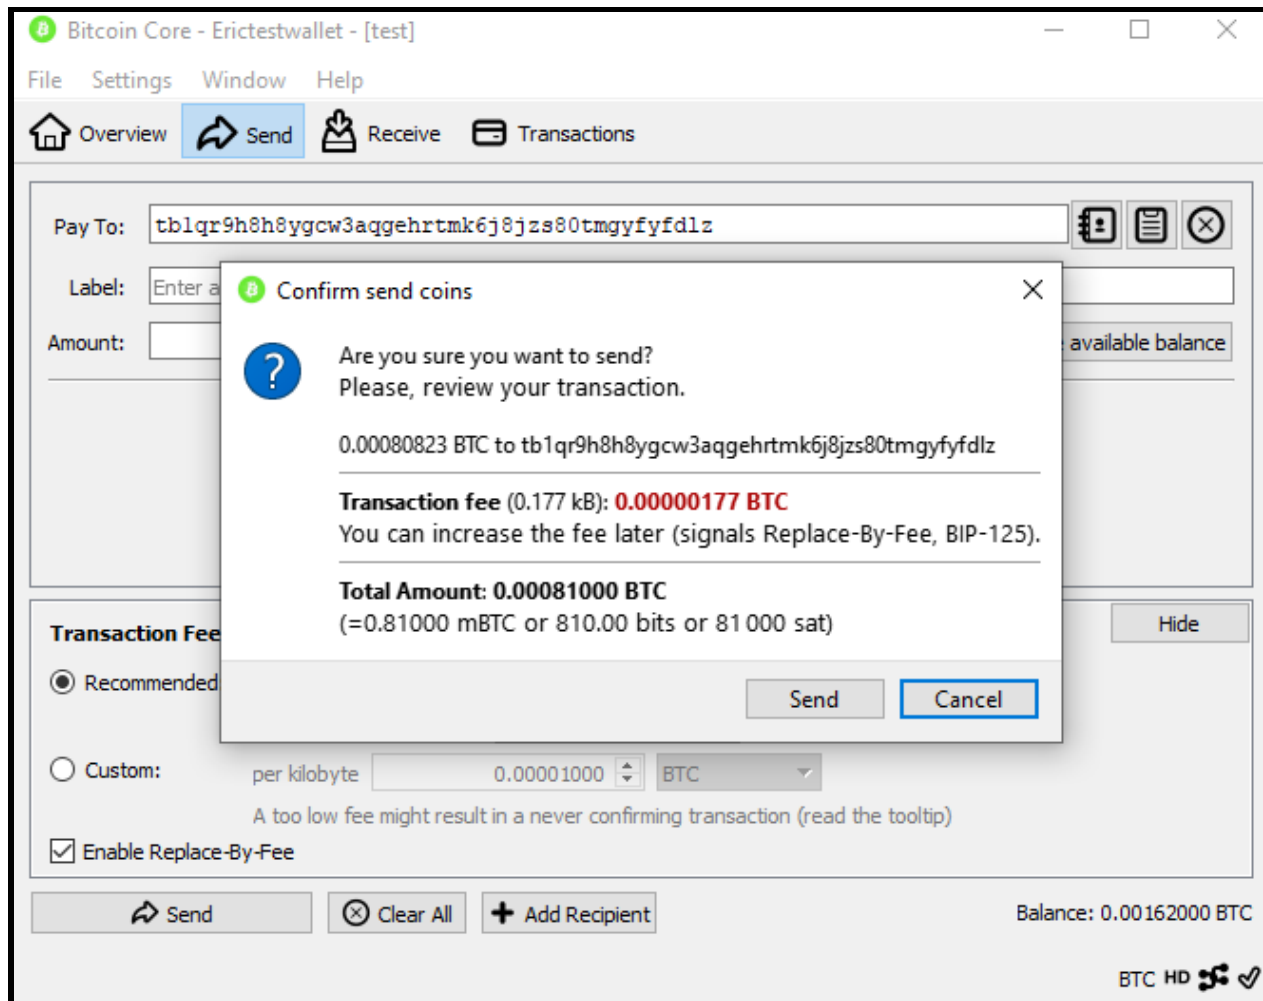 Bitcoin Core - Erictestwallet - [test]
File Settings Window Help
Overview Send Receive Transactions
Pay To: tb1qr9h8h8ygcw3aqgehrtmk6j8jzs80tmgyfyfdlz
Label: Enter a
Confirm send coins
Amount: available balance
Are you sure you want to send?
Please, review your transaction.
0.00080823 BTC to tb1qr9h8h8ygcw3aqgehrtmk6j8jzs80tmgyfyfdlz
Transaction fee (0.177 kB): 0.00000177 BTC
You can increase the fee later (signals Replace-By-Fee, BIP-125).
Total Amount: 0.00081000 BTC
(=0.81000 mBTC or 810.00 bits or 81 000 sat)
Send Cancel
Transaction Fee Hide
Recommended
Custom: per kilobyte 0.00001000 BTC
A too low fee might result in a never confirming transaction (read the tooltip)
Enable Replace-By-Fee
Send Clear All Add Recipient Balance: 0.00162000 BTC
BTC HD